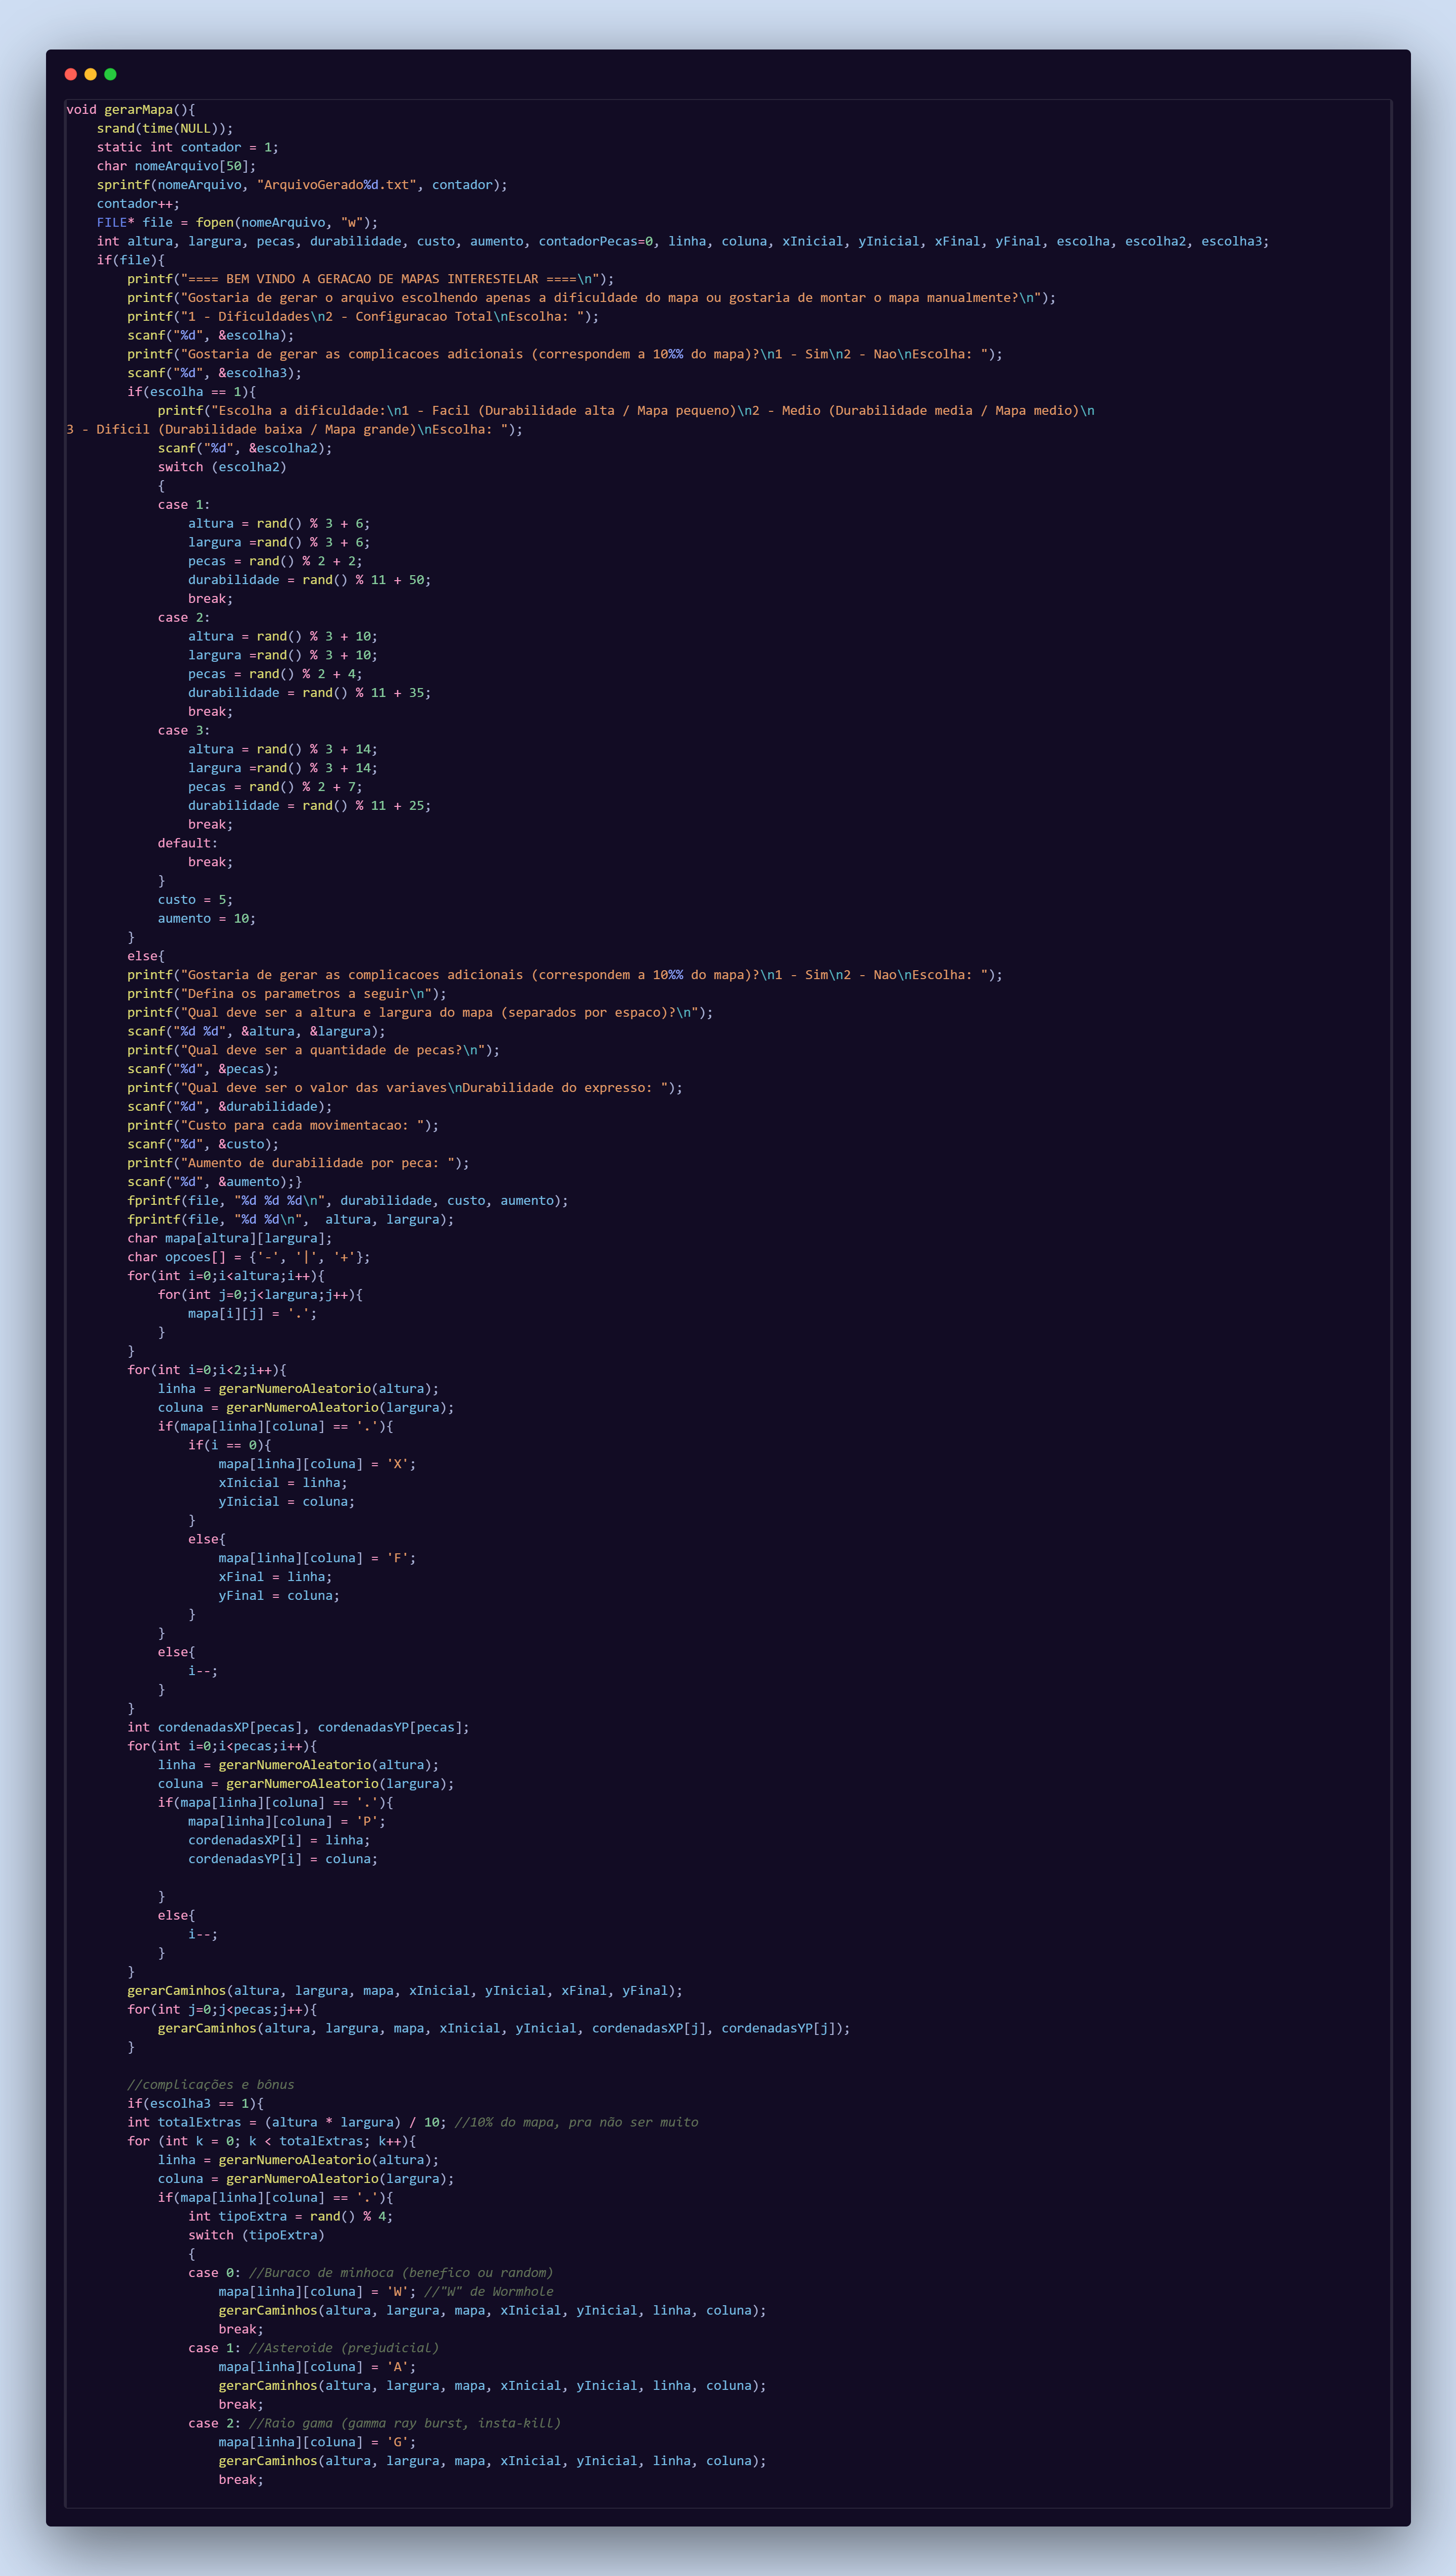 void gerarMapa(){
    srand(time(NULL));
    static int contador = 1;
    char nomeArquivo[50];
    sprintf(nomeArquivo, "ArquivoGerado%d.txt", contador);
    contador++;
    FILE* file = fopen(nomeArquivo, "w");
    int altura, largura, pecas, durabilidade, custo, aumento, contadorPecas=0, linha, coluna, xInicial, yInicial, xFinal, yFinal, escolha, escolha2, escolha3;
    if(file){
        printf("==== BEM VINDO A GERACAO DE MAPAS INTERESTELAR ====\n");
        printf("Gostaria de gerar o arquivo escolhendo apenas a dificuldade do mapa ou gostaria de montar o mapa manualmente?\n");
        printf("1 - Dificuldades\n2 - Configuracao Total\nEscolha: ");
        scanf("%d", &escolha);
        printf("Gostaria de gerar as complicacoes adicionais (correspondem a 10%% do mapa)?\n1 - Sim\n2 - Nao\nEscolha: ");
        scanf("%d", &escolha3);
        if(escolha == 1){
            printf("Escolha a dificuldade:\n1 - Facil (Durabilidade alta / Mapa pequeno)\n2 - Medio (Durabilidade media / Mapa medio)\n
3 - Dificil (Durabilidade baixa / Mapa grande)\nEscolha: ");
            scanf("%d", &escolha2);
            switch (escolha2)
            {
            case 1:
                altura = rand() % 3 + 6;
                largura =rand() % 3 + 6;
                pecas = rand() % 2 + 2;
                durabilidade = rand() % 11 + 50;
                break;
            case 2:
                altura = rand() % 3 + 10;
                largura =rand() % 3 + 10;
                pecas = rand() % 2 + 4;
                durabilidade = rand() % 11 + 35;
                break;
            case 3:
                altura = rand() % 3 + 14;
                largura =rand() % 3 + 14;
                pecas = rand() % 2 + 7;
                durabilidade = rand() % 11 + 25;
                break;
            default:
                break;
            }
            custo = 5;
            aumento = 10;
        }
        else{
        printf("Gostaria de gerar as complicacoes adicionais (correspondem a 10%% do mapa)?\n1 - Sim\n2 - Nao\nEscolha: ");
        printf("Defina os parametros a seguir\n");
        printf("Qual deve ser a altura e largura do mapa (separados por espaco)?\n");
        scanf("%d %d", &altura, &largura);
        printf("Qual deve ser a quantidade de pecas?\n");
        scanf("%d", &pecas);
        printf("Qual deve ser o valor das variaves\nDurabilidade do expresso: ");
        scanf("%d", &durabilidade);
        printf("Custo para cada movimentacao: ");
        scanf("%d", &custo);
        printf("Aumento de durabilidade por peca: ");
        scanf("%d", &aumento);}
        fprintf(file, "%d %d %d\n", durabilidade, custo, aumento);
        fprintf(file, "%d %d\n",  altura, largura);
        char mapa[altura][largura];
        char opcoes[] = {'-', '|', '+'};
        for(int i=0;i<altura;i++){
            for(int j=0;j<largura;j++){
                mapa[i][j] = '.';
            }
        }
        for(int i=0;i<2;i++){
            linha = gerarNumeroAleatorio(altura);
            coluna = gerarNumeroAleatorio(largura);
            if(mapa[linha][coluna] == '.'){
                if(i == 0){
                    mapa[linha][coluna] = 'X';
                    xInicial = linha;
                    yInicial = coluna;
                }
                else{
                    mapa[linha][coluna] = 'F';
                    xFinal = linha;
                    yFinal = coluna;
                }
            }
            else{
                i--;
            }
        }
        int cordenadasXP[pecas], cordenadasYP[pecas];
        for(int i=0;i<pecas;i++){
            linha = gerarNumeroAleatorio(altura);
            coluna = gerarNumeroAleatorio(largura);
            if(mapa[linha][coluna] == '.'){
                mapa[linha][coluna] = 'P';
                cordenadasXP[i] = linha;
                cordenadasYP[i] = coluna;

            }
            else{
                i--;
            }
        }
        gerarCaminhos(altura, largura, mapa, xInicial, yInicial, xFinal, yFinal);
        for(int j=0;j<pecas;j++){
            gerarCaminhos(altura, largura, mapa, xInicial, yInicial, cordenadasXP[j], cordenadasYP[j]);
        }

        //complicações e bônus
        if(escolha3 == 1){
        int totalExtras = (altura * largura) / 10; //10% do mapa, pra não ser muito
        for (int k = 0; k < totalExtras; k++){
            linha = gerarNumeroAleatorio(altura);
            coluna = gerarNumeroAleatorio(largura);
            if(mapa[linha][coluna] == '.'){
                int tipoExtra = rand() % 4;
                switch (tipoExtra)
                {
                case 0: //Buraco de minhoca (benefico ou random)
                    mapa[linha][coluna] = 'W'; //"W" de Wormhole
                    gerarCaminhos(altura, largura, mapa, xInicial, yInicial, linha, coluna);
                    break;
                case 1: //Asteroide (prejudicial)
                    mapa[linha][coluna] = 'A';
                    gerarCaminhos(altura, largura, mapa, xInicial, yInicial, linha, coluna);
                    break;
                case 2: //Raio gama (gamma ray burst, insta-kill)
                    mapa[linha][coluna] = 'G';
                    gerarCaminhos(altura, largura, mapa, xInicial, yInicial, linha, coluna);
                    break;